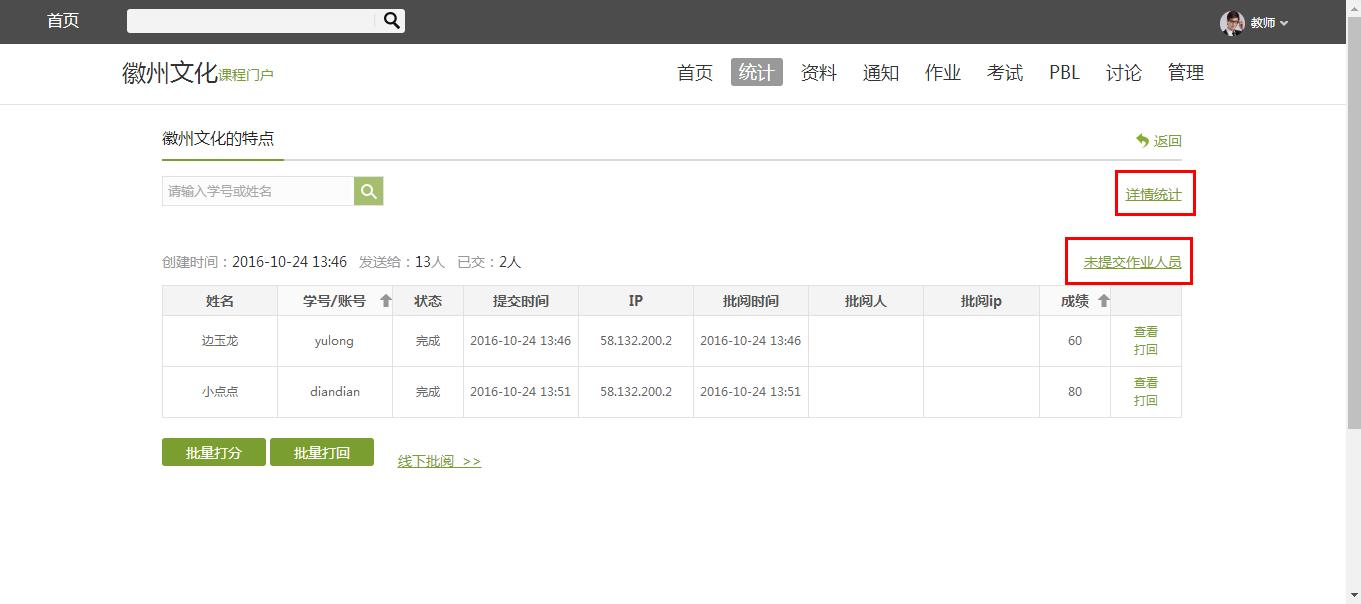 首页
教师
徽州文化课程门户
首页 统计 资料 通知 作业 考试 PBL 讨论 管理
徽州文化的特点
返回
请输入学号或姓名
详情统计
创建时间：2016-10-24 13:46 发送给：13人 已交：2人
未提交作业人员
姓名 学号/账号 状态 提交时间 IP 批阅时间 批阅人 批阅ip 成绩
边玉龙 yulong 完成 2016-10-24 13:46 58.132.200.2 2016-10-24 13:46 60 查看
打回
小点点 diandian 完成 2016-10-24 13:51 58.132.200.2 2016-10-24 13:51 80 查看
打回
批量打分 批量打回 线下批阅 >>